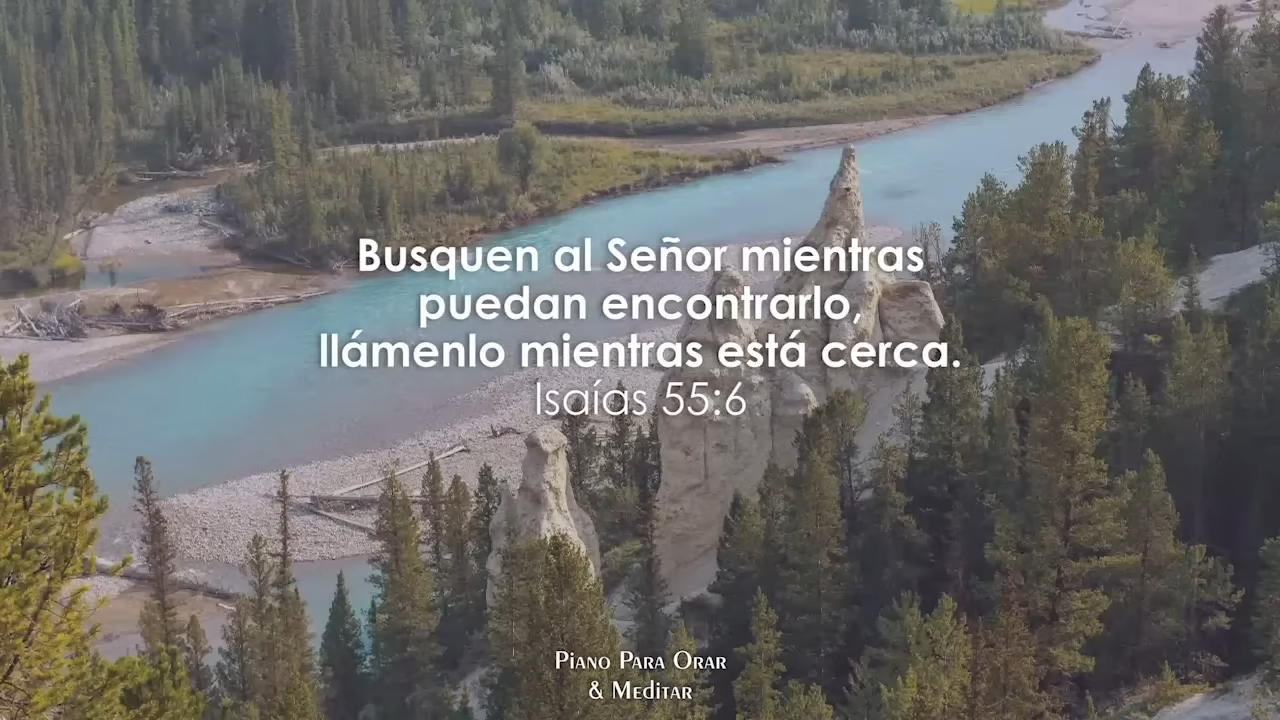 Busquen al Señor mientras
puedan encontrarlo,
llámenlo mientras está cerca.
Isaías 55:6
Piano Para Orar
& Meditar